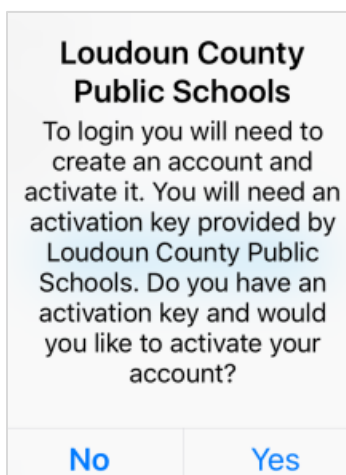 Loudoun County
Public Schools
To login you will need to
create an account and
activate it. You will need an
activation key provided by
Loudoun County Public
Schools. Do you have an
activation key and would
you like to activate your
account?
No
Yes